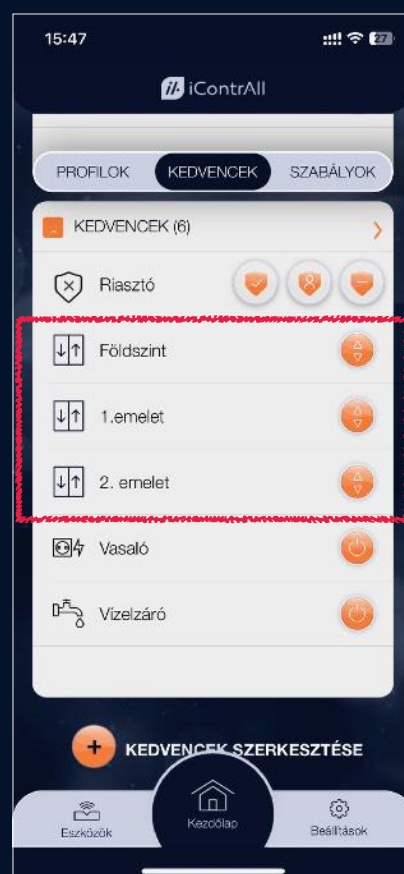 15:47
27
iContrAll
PROFILOK KEDVENCEK SZABÁLYOK
KEDVENCEK (6)
Riasztó
Földszint
1.emelet
2. emelet
Vasaló
Vízelzáró
+ KEDVENCEK SZERKESZTÉSE
Eszközök Kezdőlap Beállítások